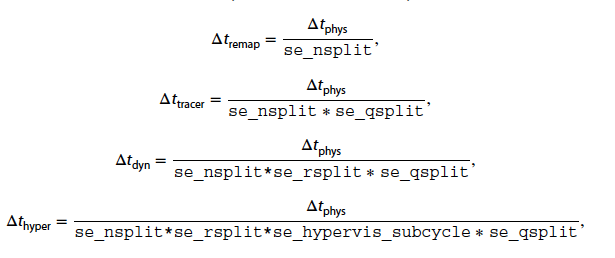 Δt_remap = Δt_phys / se_nsplit,
Δt_tracer = Δt_phys / se_nsplit * se_qsplit,
Δt_dyn = Δt_phys / se_nsplit*se_rsplit * se_qsplit,
Δt_hyper = Δt_phys / se_nsplit*se_rsplit*se_hypervis_subcycle * se_qsplit,